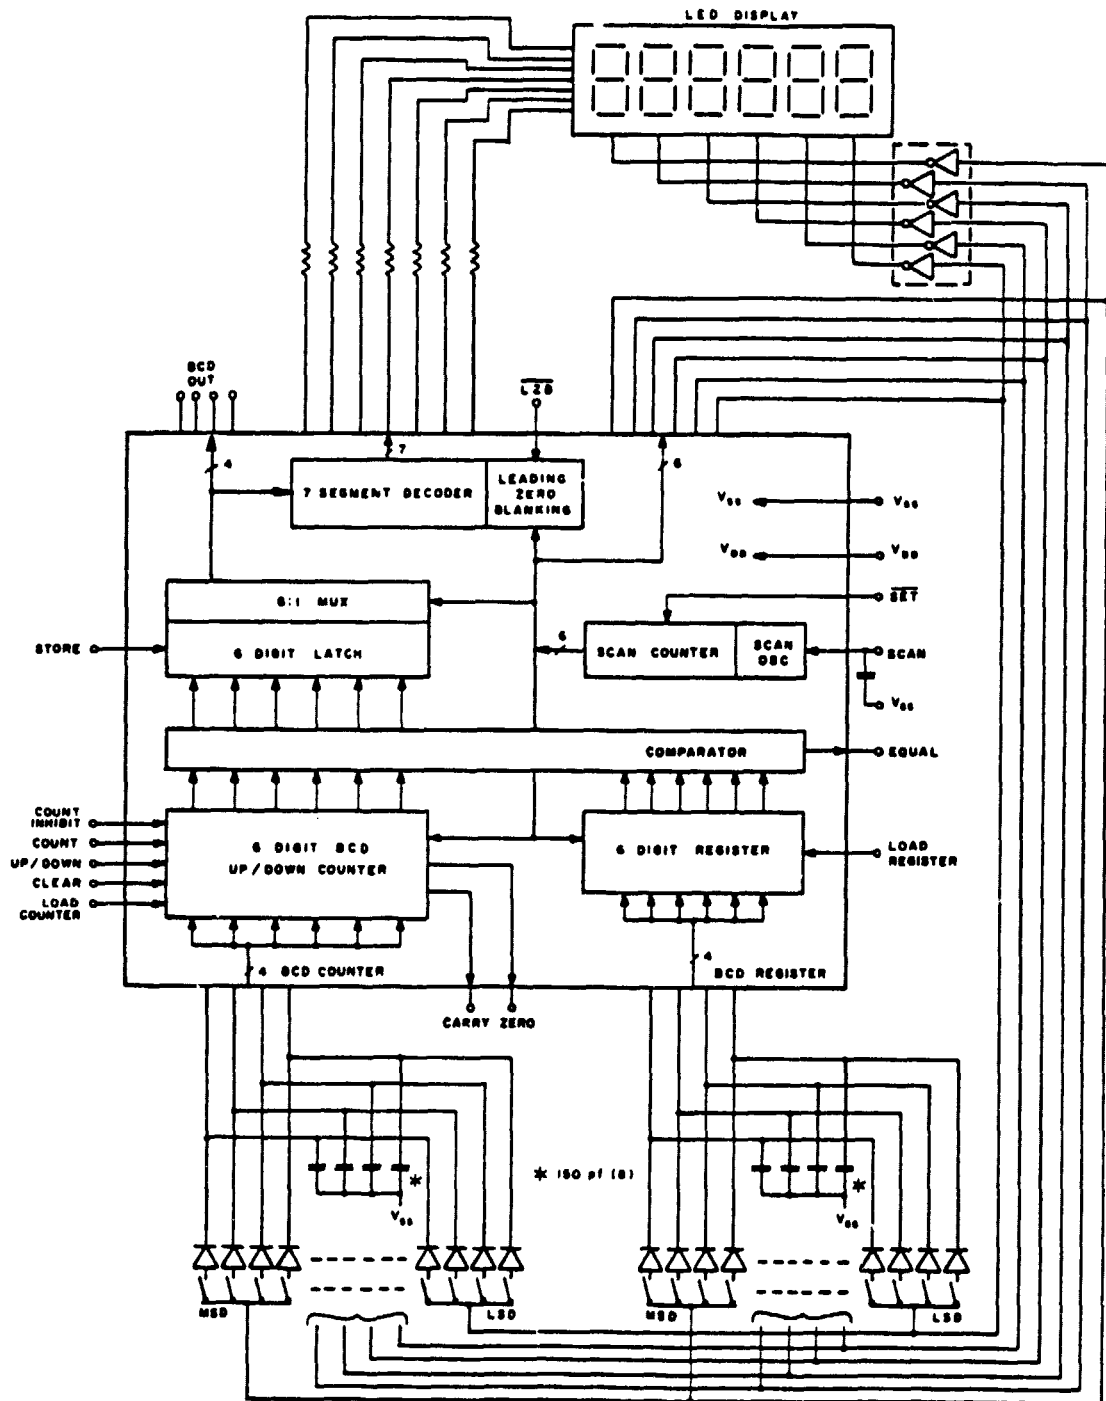 LED DISPLAY
BCD
OUT
LZB
4
7
6
7 SEGMENT DECODER
LEADING
ZERO
BLANKING
VSS
VSS
VDD
VDD
SET
6:1 MUX
STORE
6 DIGIT LATCH
6
SCAN COUNTER
SCAN
OSC
SCAN
VSS
COMPARATOR
EQUAL
COUNT
INHIBIT
COUNT
UP/DOWN
CLEAR
LOAD
COUNTER
6 DIGIT BCD
UP/DOWN COUNTER
6 DIGIT REGISTER
LOAD
REGISTER
4 BCD COUNTER
4
BCD REGISTER
CARRY ZERO
* 150 pf (8)
*
*
VSS
VSS
MSD
LSD
MSD
LSD